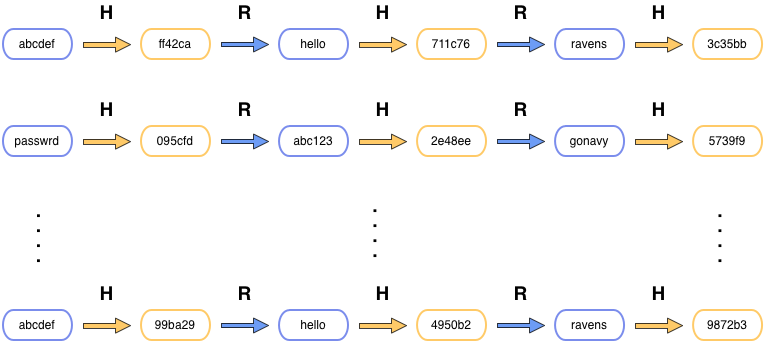 H R H R H
abcdef ff42ca hello 711c76 ravens 3c35bb
H R H R H
passwrd 095cfd abc123 2e48ee gonavy 5739f9
H R H R H
abcdef 99ba29 hello 4950b2 ravens 9872b3